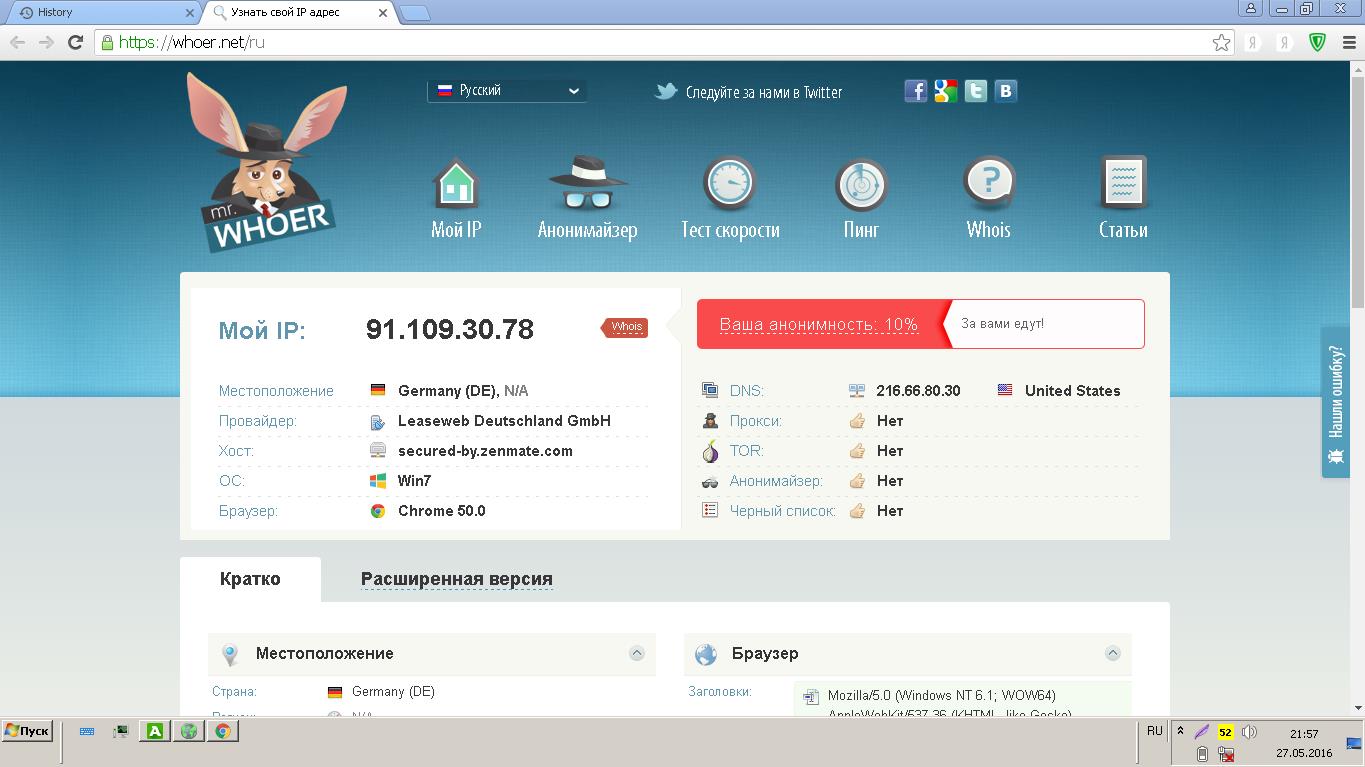 History
Узнать свой IP адрес
https://whoer.net/ru
Русский
Следуйте за нами в Twitter
mr.
WHOER
Мой IP
Анонимайзер
Тест скорости
Пинг
Whois
Статьи
Мой IP: 91.109.30.78 Whois
Ваша анонимность: 10% За вами едут!
Местоположение Germany (DE), N/A
Провайдер: Leaseweb Deutschland GmbH
Хост: secured-by.zenmate.com
ОС: Win7
Браузер: Chrome 50.0
DNS: 216.66.80.30 United States
Прокси: Нет
TOR: Нет
Анонимайзер: Нет
Черный список: Нет
Нашли ошибку?
Кратко
Расширенная версия
Местоположение
Страна: Germany (DE)
Регион: N/A
Браузер
Заголовки: Mozilla/5.0 (Windows NT 6.1; WOW64)
AppleWebKit/537.36 (KHTML, like Gecko)
Пуск
RU
52
21:57
27.05.2016